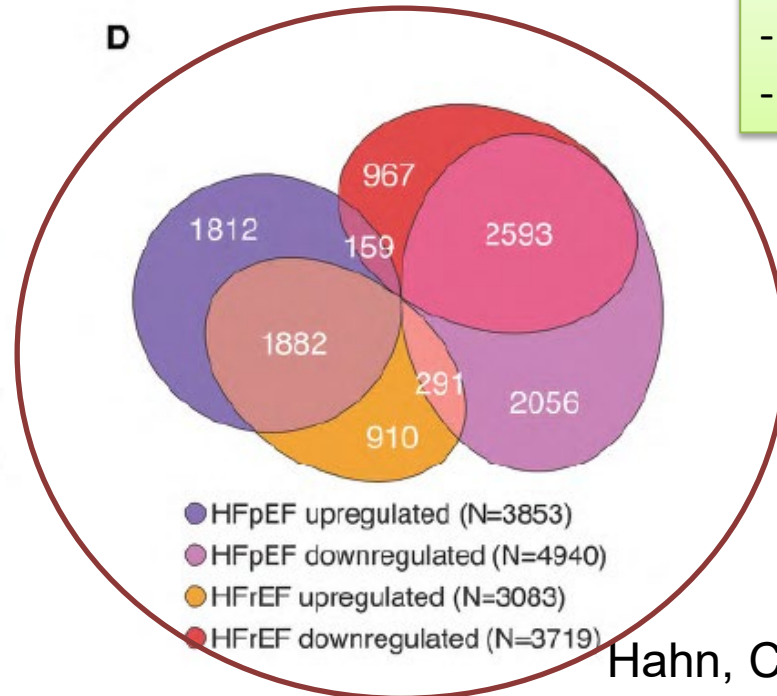 D
-
-
967
1812
159
2593
1882
291
2056
910
HFpEF upregulated (N=3853)
HFpEF downregulated (N=4940)
HFrEF upregulated (N=3083)
HFrEF downregulated (N=3719)
Hahn, C